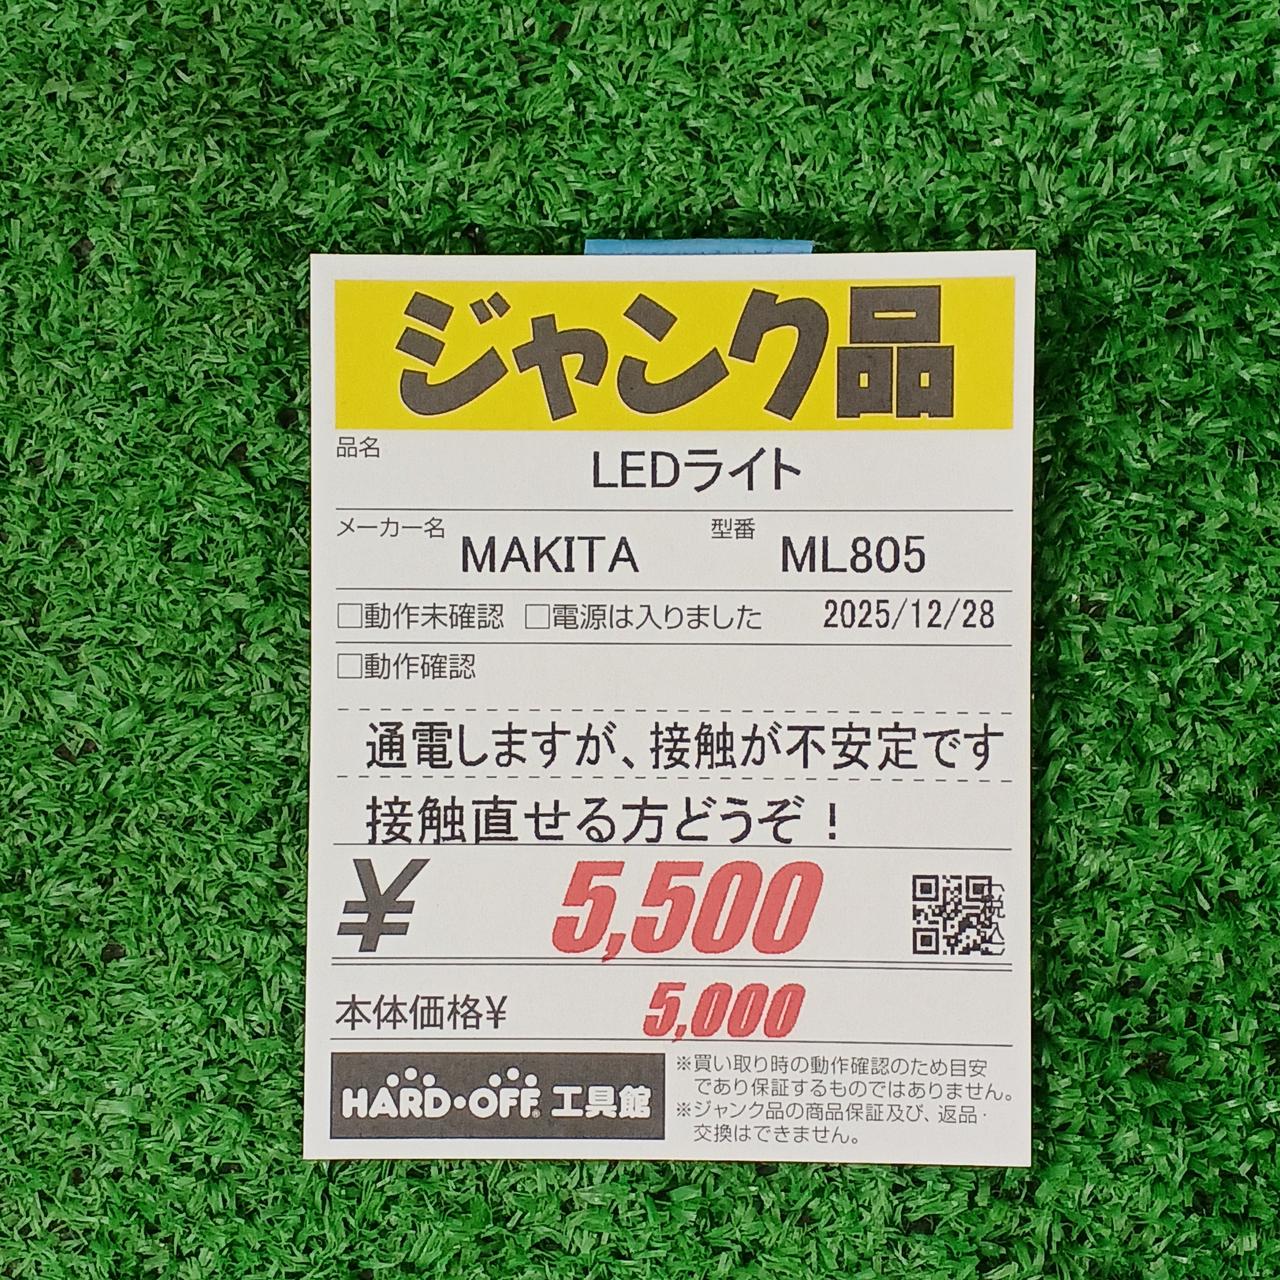 ジャンク品
品名
LEDライト
メーカー名 MAKITA 型番 ML805
□動作未確認 □電源は入りました 2025/12/28
□動作確認
通電しますが、接触が不安定です
接触直せる方どうぞ！
¥ 5,500 (税込)
本体価格¥ 5,000
HARD・OFF® 工具館
※買い取り時の動作確認のため目安
であり保証するものではありません。
※ジャンク品の商品保証及び、返品・
交換はできません。